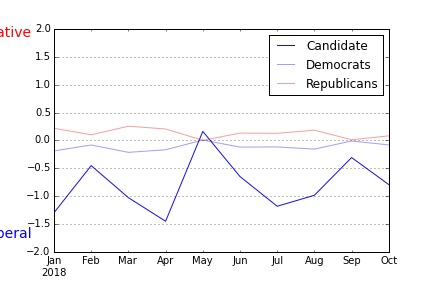 ative
2.0
1.5
1.0
0.5
0.0
−0.5
−1.0
−1.5
−2.0
peral
Candidate
Democrats
Republicans
Jan Feb Mar Apr May Jun Jul Aug Sep Oct
2018